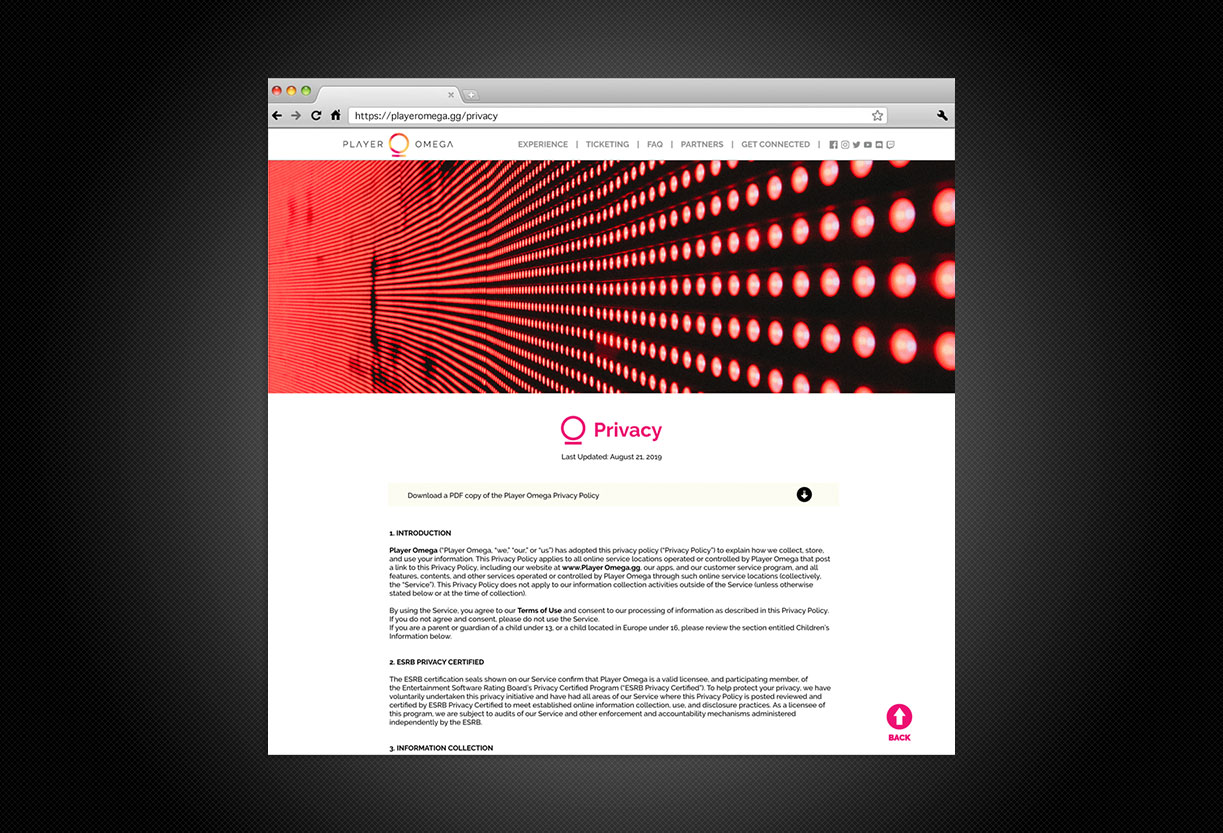 https://playeromega.gg/privacy
PLAYER OMEGA
EXPERIENCE | TICKETING | FAQ | PARTNERS | GET CONNECTED |
Privacy
Last Updated: August 21, 2019
Download a PDF copy of the Player Omega Privacy Policy
1. INTRODUCTION
Player Omega ("Player Omega, "we," "our," or "us") has adopted this privacy policy ("Privacy Policy") to explain how we collect, store,
and use your information. This Privacy Policy applies to all online service locations operated or controlled by Player Omega that post
a link to this Privacy Policy, including our website at www.Player Omega.gg, our apps, and our customer service program, and all
features, contents, and other services operated or controlled by Player Omega through such online service locations (collectively,
the "Service"). This Privacy Policy does not apply to our information collection activities outside of the Service (unless otherwise
stated below or at the time of collection).
By using the Service, you agree to our Terms of Use and consent to our processing of information as described in this Privacy Policy.
If you do not agree and consent, please do not use the Service.
If you are a parent or guardian of a child under 13, or a child located in Europe under 16, please review the section entitled Children's
Information below.
2. ESRB PRIVACY CERTIFIED
The ESRB certification seals shown on our Service confirm that Player Omega is a valid licensee, and participating member, of
the Entertainment Software Rating Board's Privacy Certified Program ("ESRB Privacy Certified"). To help protect your privacy, we have
voluntarily undertaken this privacy initiative and have had all areas of our Service where this Privacy Policy is posted reviewed and
certified by ESRB Privacy Certified to meet established online information collection, use, and disclosure practices. As a licensee of
this program, we are subject to audits of our Service and other enforcement and accountability mechanisms administered
independently by the ESRB.
BACK
3. INFORMATION COLLECTION